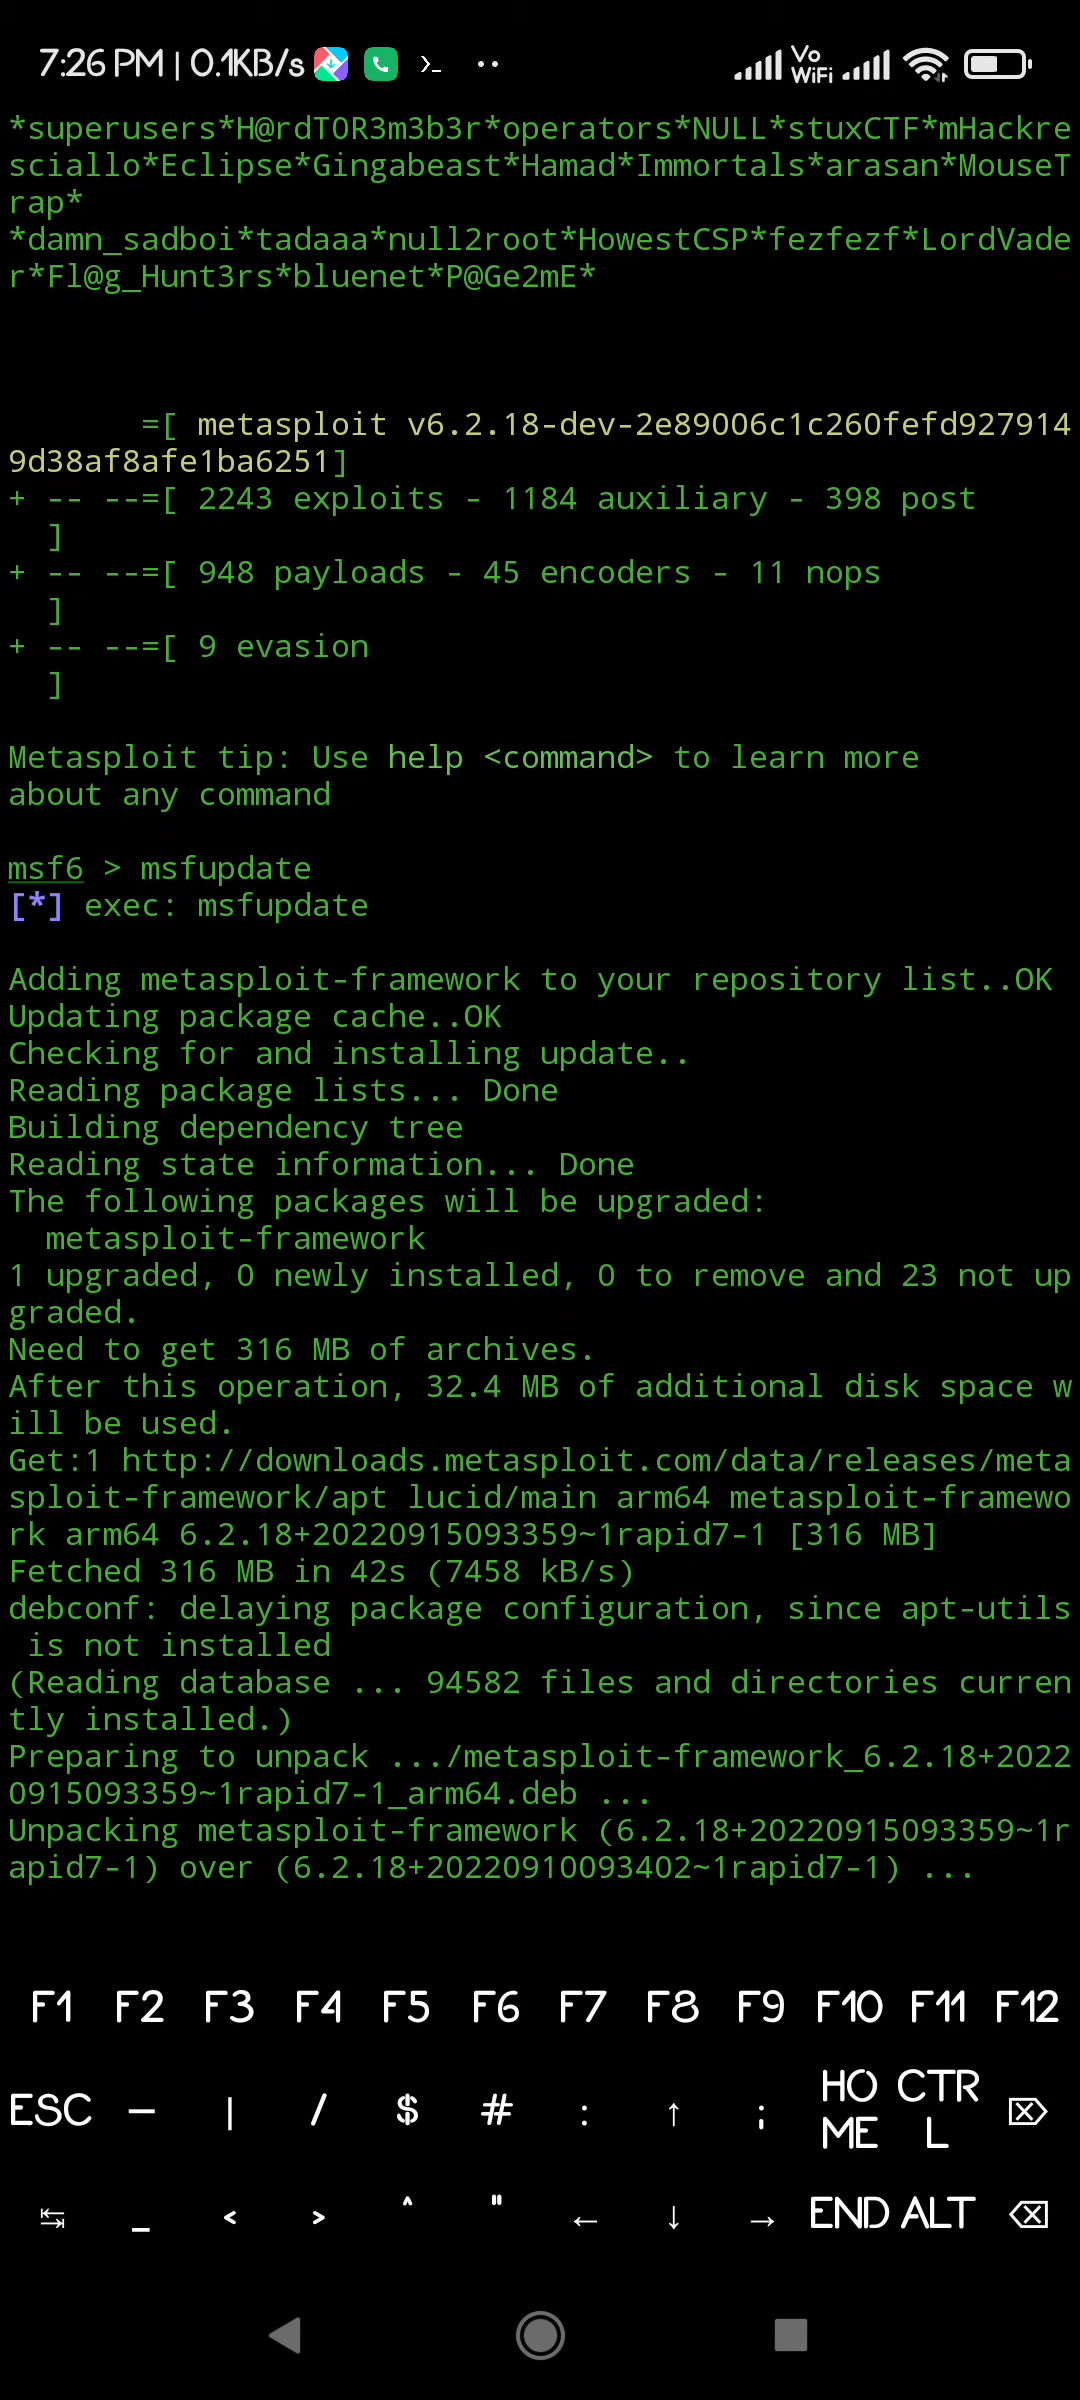 7:26 PM | 0.1KB/s Vo WiFi
*superusers*H@rdT0R3m3b3r*operators*NULL*stuxCTF*mHackre
sciallo*Eclipse*Gingabeast*Hamad*Immortals*arasan*MouseT
rap*
*damn_sadboi*tadaaa*null2root*HowestCSP*fezfezf*LordVade
r*Fl@g_Hunt3rs*bluenet*P@Ge2mE*
=[ metasploit v6.2.18-dev-2e89006c1c260fefd927914
9d38af8afe1ba6251]
+ -- --=[ 2243 exploits - 1184 auxiliary - 398 post
]
+ -- --=[ 948 payloads - 45 encoders - 11 nops
]
+ -- --=[ 9 evasion
]
Metasploit tip: Use help <command> to learn more
about any command
msf6 > msfupdate
[*] exec: msfupdate
Adding metasploit-framework to your repository list..OK
Updating package cache..OK
Checking for and installing update..
Reading package lists... Done
Building dependency tree
Reading state information... Done
The following packages will be upgraded:
metasploit-framework
1 upgraded, 0 newly installed, 0 to remove and 23 not up
graded.
Need to get 316 MB of archives.
After this operation, 32.4 MB of additional disk space w
ill be used.
Get:1 http://downloads.metasploit.com/data/releases/meta
sploit-framework/apt lucid/main arm64 metasploit-framewo
rk arm64 6.2.18+20220915093359~1rapid7-1 [316 MB]
Fetched 316 MB in 42s (7458 kB/s)
debconf: delaying package configuration, since apt-utils
is not installed
(Reading database ... 94582 files and directories curren
tly installed.)
Preparing to unpack .../metasploit-framework_6.2.18+2022
0915093359~1rapid7-1_arm64.deb ...
Unpacking metasploit-framework (6.2.18+20220915093359~1r
apid7-1) over (6.2.18+20220910093402~1rapid7-1) ...
F1 F2 F3 F4 F5 F6 F7 F8 F9 F10 F11 F12
ESC — | / $ # : ↑ ; HOME CTRL ⌦
↹ _ < > ^ " ← ↓ → END ALT ⌫